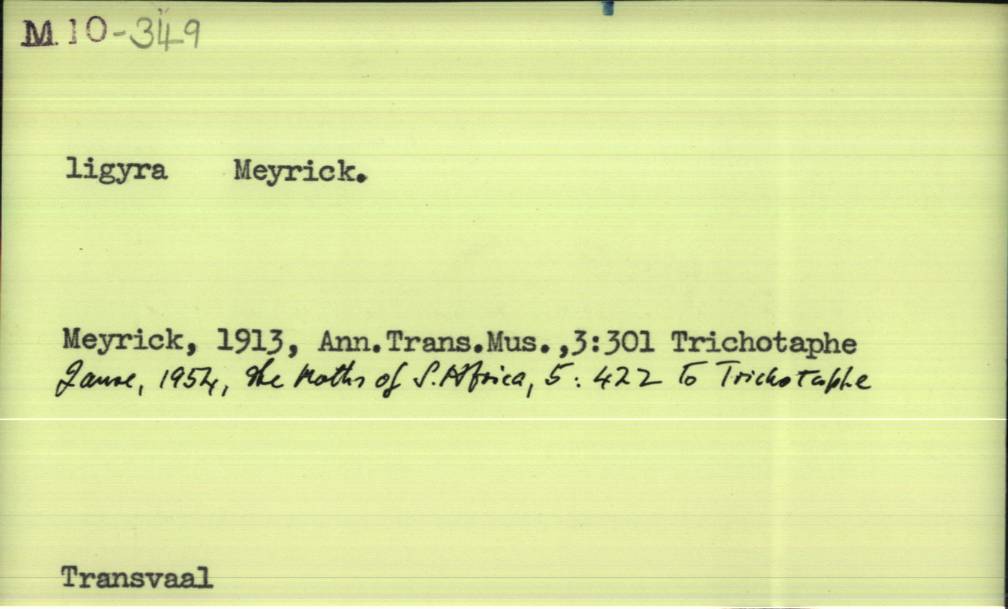 M 10-349
ligyra Meyrick.
Meyrick, 1913, Ann.Trans.Mus.,3:301 Trichotaphe
Janse, 1954, The Moths of S.Africa, 5: 422 to Trichotaphe
Transvaal